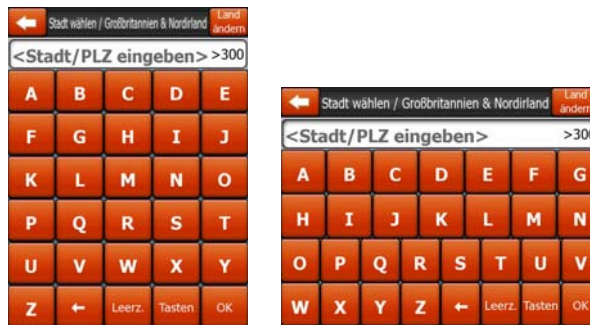 Stadt wählen / Großbritannien & Nordirland Land ändern
<Stadt/PLZ eingeben> >300
A B C D E
F G H I J
K L M N O
P Q R S T
U V W X Y
Z ← Leerz. Tasten OK
Stadt wählen / Großbritannien & Nordirland Land ändern
<Stadt/PLZ eingeben> >300
A B C D E F G
H I J K L M N
O P Q R S T U V
W X Y Z ← Leerz. Tasten OK